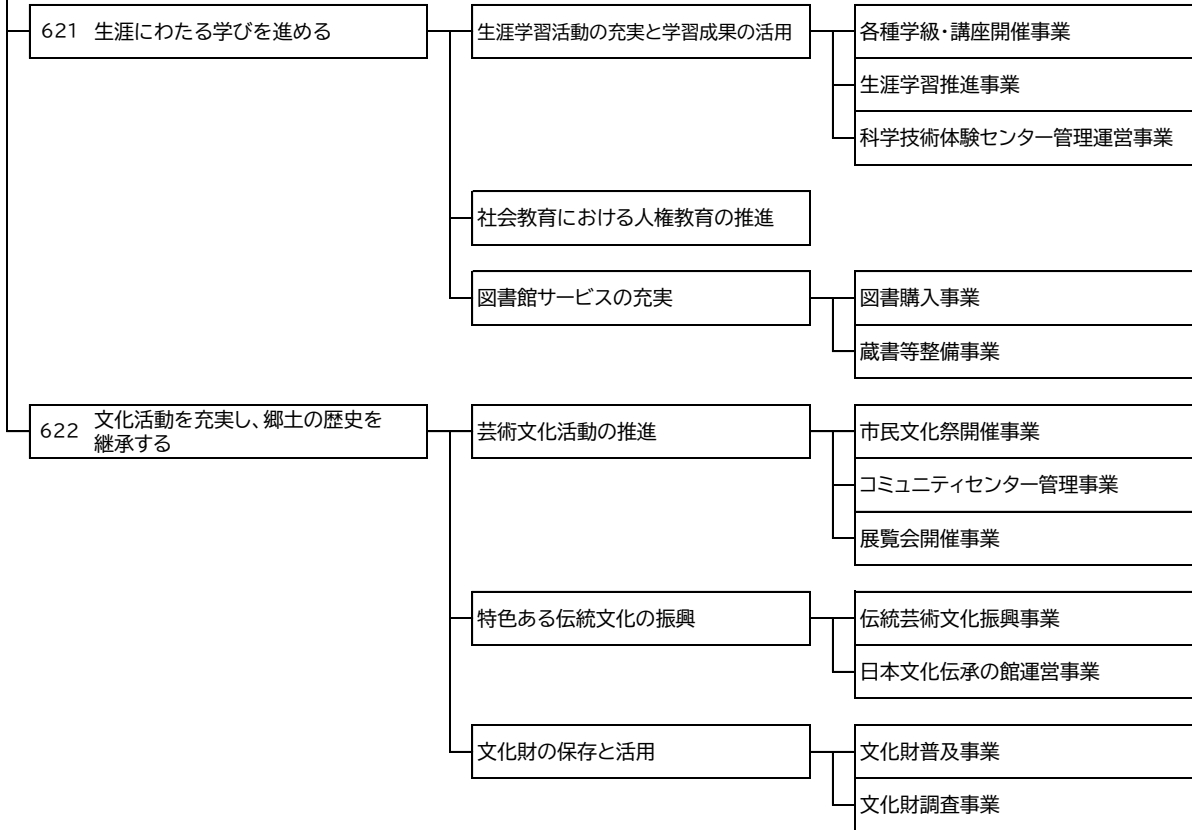 621 生涯にわたる学びを進める
生涯学習活動の充実と学習成果の活用
各種学級・講座開催事業
生涯学習推進事業
科学技術体験センター管理運営事業
社会教育における人権教育の推進
図書館サービスの充実
図書購入事業
蔵書等整備事業
622 文化活動を充実し、郷土の歴史を
継承する
芸術文化活動の推進
市民文化祭開催事業
コミュニティセンター管理事業
展覧会開催事業
特色ある伝統文化の振興
伝統芸術文化振興事業
日本文化伝承の館運営事業
文化財の保存と活用
文化財普及事業
文化財調査事業